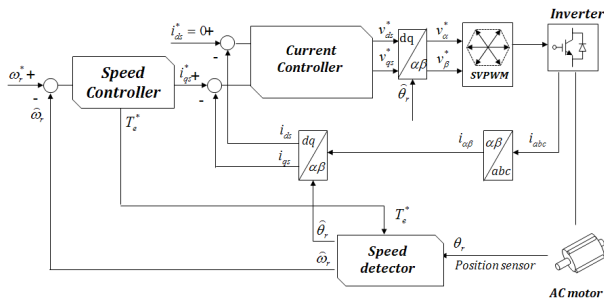 Inverter
i*ds = 0+
-
Current Controller
v*ds
v*qs
dq
αβ
v*α
v*β
SVPWM
ω*r +
-
ω̂r
Speed Controller
i*qs +
-
T*e
θ̂r
ids
iqs
dq
αβ
iαβ
αβ
abc
iabc
θ̂r
ω̂r
T*e
Speed detector
θr
Position sensor
AC motor